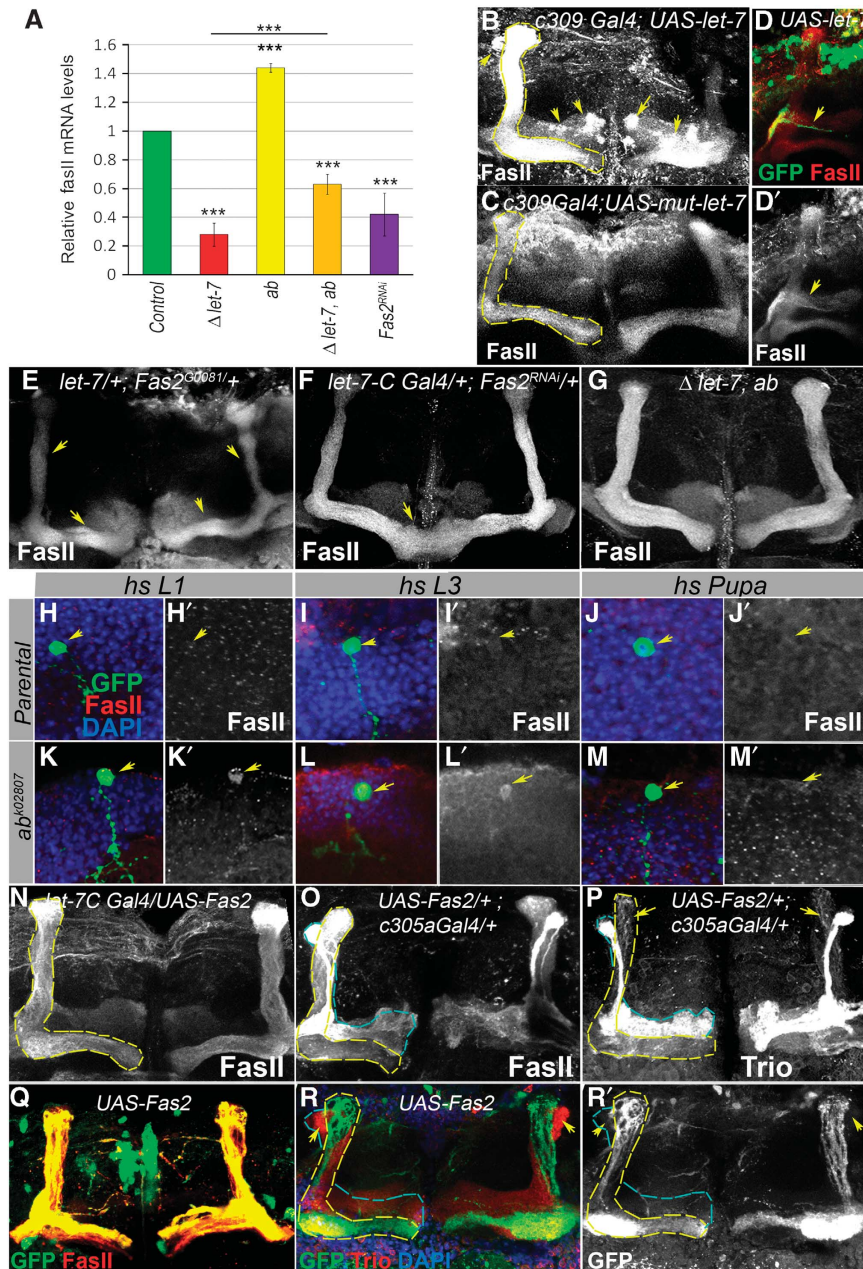 A
Relative fasII mRNA levels
1.6
1.4
1.2
1
0.8
0.6
0.4
0.2
0
***
***
***
***
***
Control
Δ let-7
ab
Δ let-7, ab
Fas2RNAi
B c309 Gal4; UAS-let-7
FasII
D UAS-let-7
GFP FasII
C c309Gal4;UAS-mut-let-7
FasII
D′
FasII
E let-7/+; Fas2G0081/+
FasII
F let-7-C Gal4/+; Fas2RNAi/+
FasII
G Δ let-7; ab
FasII
hs L1
hs L3
hs Pupa
Parental
H
GFP
FasII
DAPI
H′
FasII
I
I′
FasII
J
J′
FasII
abk02807
K
K′
L
L′
M
M′
N let-7C Gal4/UAS-Fas2
FasII
O UAS-Fas2/+ ;
c305aGal4/+
FasII
P UAS-Fas2/+;
c305aGal4/+
Trio
Q UAS-Fas2
GFP FasII
R UAS-Fas2
GFP Trio DAPI
R′
GFP